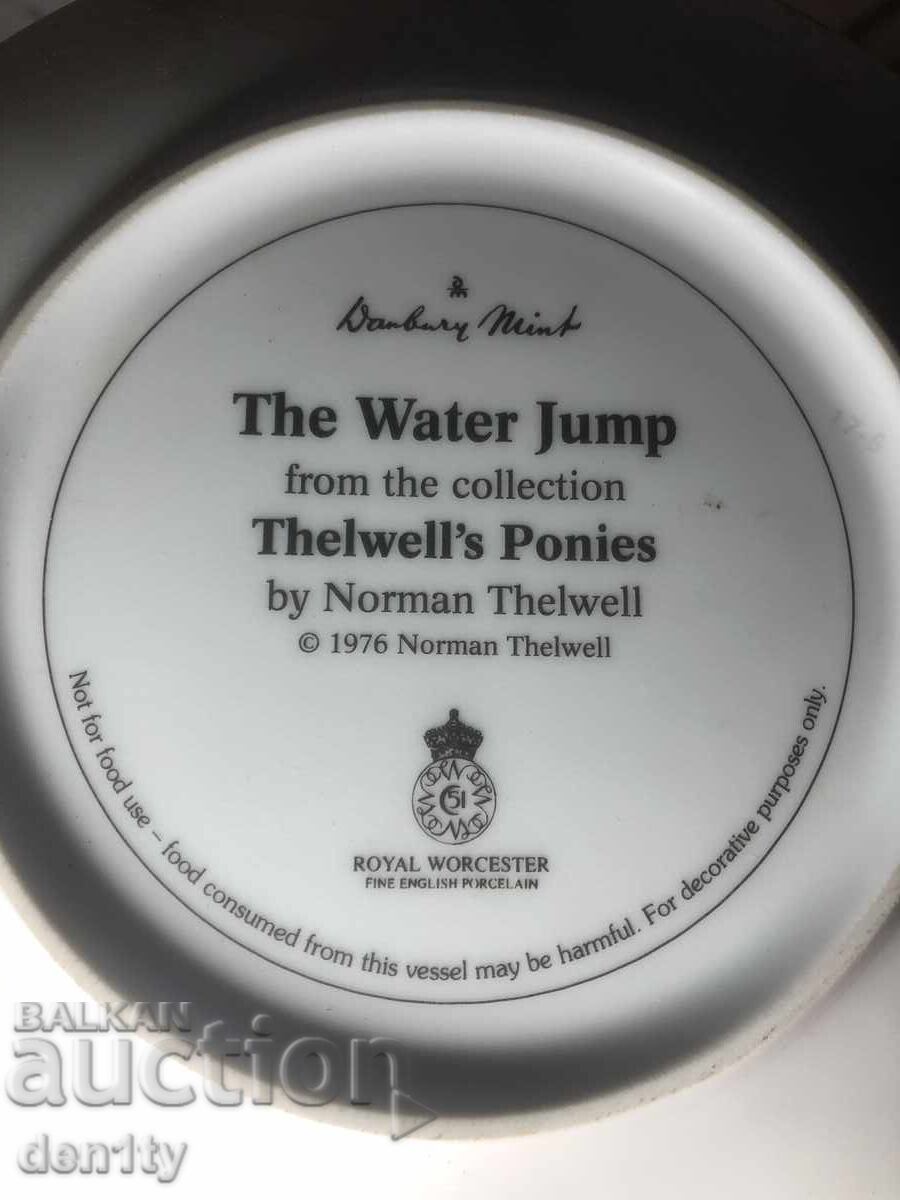 Danbury Mint
The Water Jump
from the collection
Thelwell's Ponies
by Norman Thelwell
© 1976 Norman Thelwell
51
ROYAL WORCESTER
FINE ENGLISH PORCELAIN
Not for food use – food consumed from this vessel may be harmful. For decorative purposes only.
BALKAN
auction
den1ty